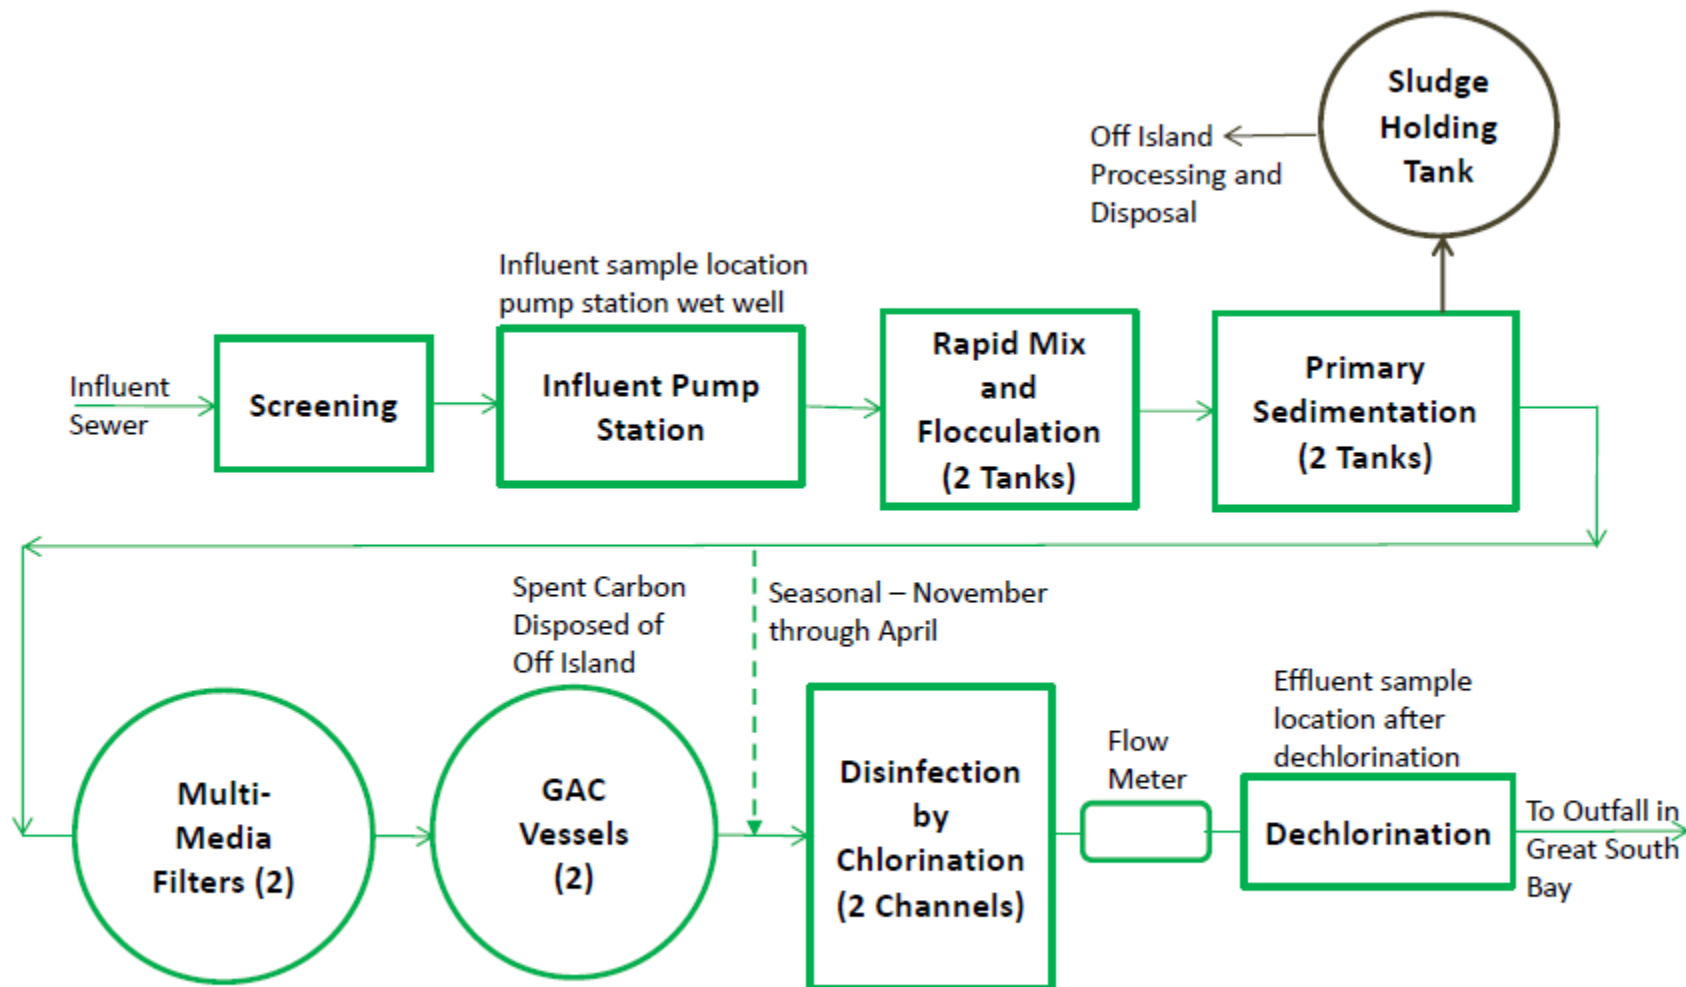 Sludge
Holding
Tank
Off Island
Processing and
Disposal
Influent sample location
pump station wet well
Influent
Sewer
Screening
Influent Pump
Station
Rapid Mix
and
Flocculation
(2 Tanks)
Primary
Sedimentation
(2 Tanks)
Spent Carbon
Disposed of
Off Island
Seasonal – November
through April
Multi-
Media
Filters (2)
GAC
Vessels
(2)
Disinfection
by
Chlorination
(2 Channels)
Flow
Meter
Effluent sample
location after
dechlorination
Dechlorination
To Outfall in
Great South
Bay